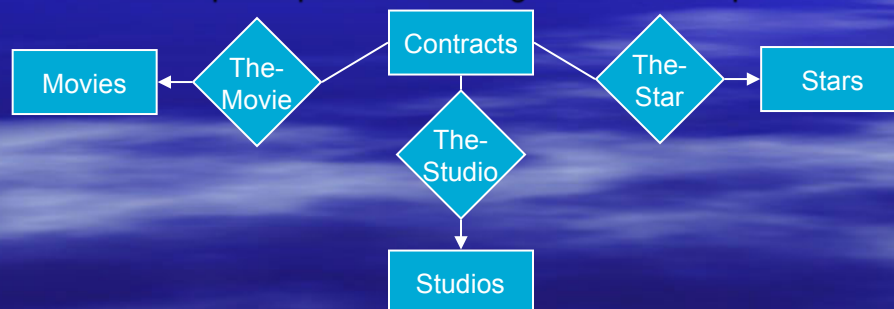 Contracts
Movies
The-
Movie
The-
Star
Stars
The-
Studio
Studios